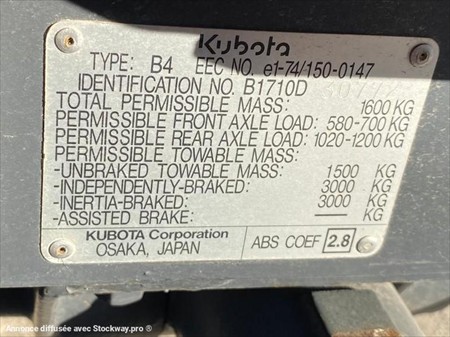 Kubota
TYPE: B4 EEC NO. e1-74/150-0147
IDENTIFICATION NO. B1710D
TOTAL PERMISSIBLE MASS: 1600 KG
PERMISSIBLE FRONT AXLE LOAD: 580-700 KG
PERMISSIBLE REAR AXLE LOAD: 1020-1200 KG
PERMISSIBLE TOWABLE MASS:
-UNBRAKED TOWABLE MASS: 1500 KG
-INDEPENDENTLY-BRAKED: 3000 KG
-INERTIA-BRAKED: 3000 KG
-ASSISTED BRAKE: — KG
KUBOTA Corporation
OSAKA, JAPAN
ABS COEF 2.8
Annonce diffusée avec Stockway.pro ®